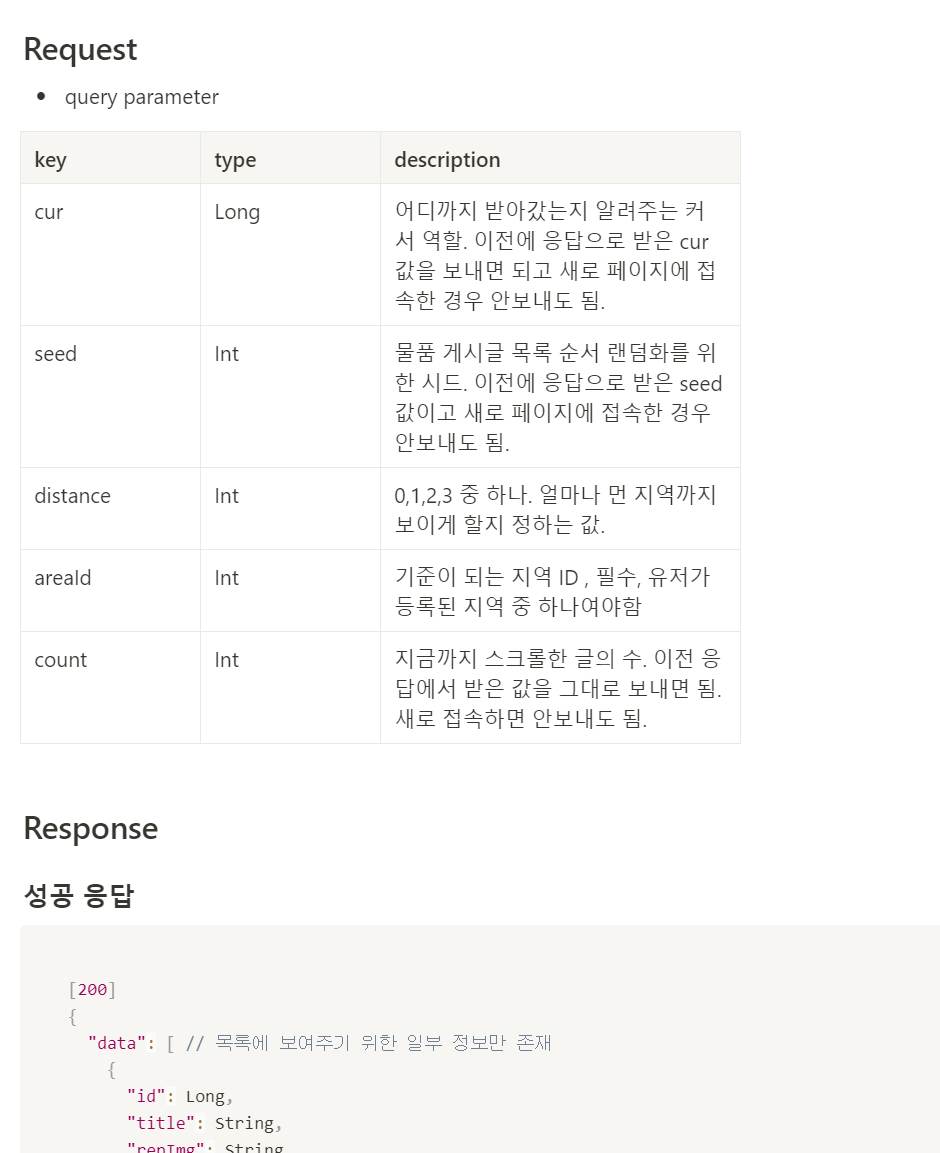 Request
• query parameter
key type description
cur Long 어디까지 받아갔는지 알려주는 커
서 역할. 이전에 응답으로 받은 cur
값을 보내면 되고 새로 페이지에 접
속한 경우 안보내도 됨.
seed Int 물품 게시글 목록 순서 랜덤화를 위
한 시드. 이전에 응답으로 받은 seed
값이고 새로 페이지에 접속한 경우
안보내도 됨.
distance Int 0,1,2,3 중 하나. 얼마나 먼 지역까지
보이게 할지 정하는 값.
areaId Int 기준이 되는 지역 ID , 필수, 유저가
등록된 지역 중 하나여야함
count Int 지금까지 스크롤한 글의 수. 이전 응
답에서 받은 값을 그대로 보내면 됨.
새로 접속하면 안보내도 됨.
Response
성공 응답
[200]
{
"data": [ // 목록에 보여주기 위한 일부 정보만 존재
{
"id": Long,
"title": String,
"repImg": String